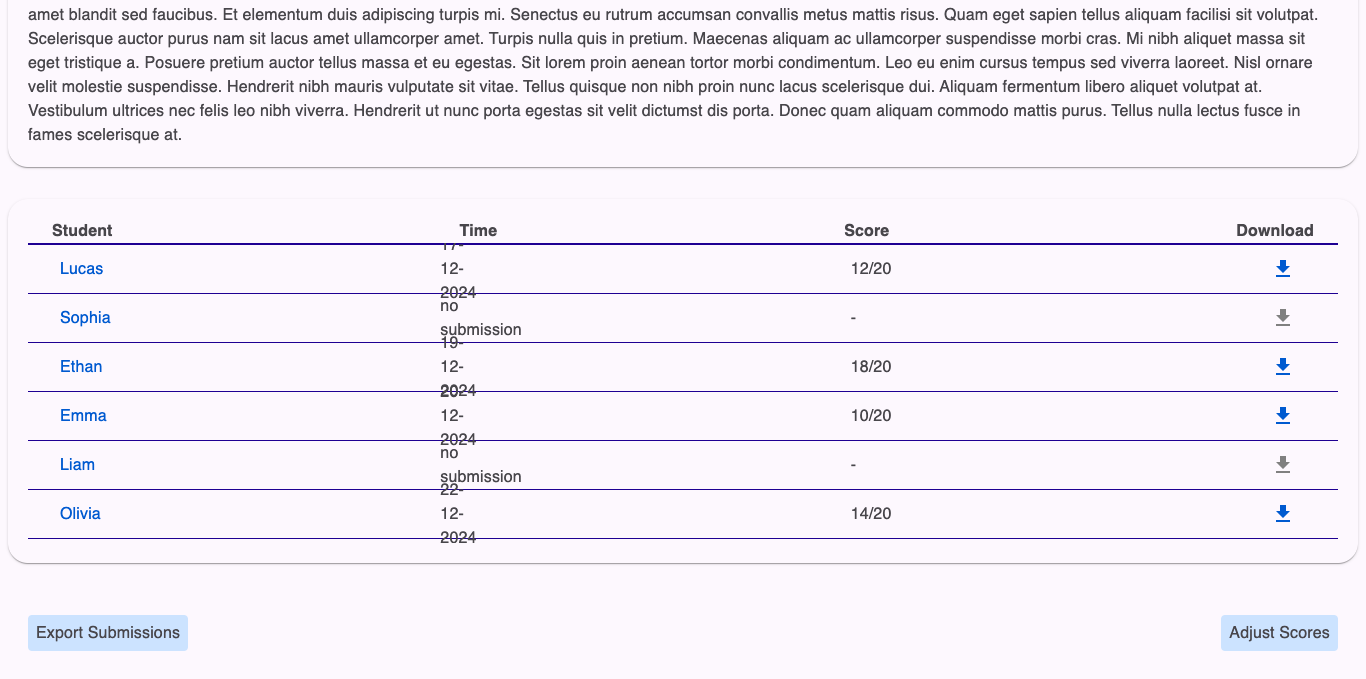 amet blandit sed faucibus. Et elementum duis adipiscing turpis mi. Senectus eu rutrum accumsan convallis metus mattis risus. Quam eget sapien tellus aliquam facilisi sit volutpat.
Scelerisque auctor purus nam sit lacus amet ullamcorper amet. Turpis nulla quis in pretium. Maecenas aliquam ac ullamcorper suspendisse morbi cras. Mi nibh aliquet massa sit
eget tristique a. Posuere pretium auctor tellus massa et eu egestas. Sit lorem proin aenean tortor morbi condimentum. Leo eu enim cursus tempus sed viverra laoreet. Nisl ornare
velit molestie suspendisse. Hendrerit nibh mauris vulputate sit vitae. Tellus quisque non nibh proin nunc lacus scelerisque dui. Aliquam fermentum libero aliquet volutpat at.
Vestibulum ultrices nec felis leo nibh viverra. Hendrerit ut nunc porta egestas sit velit dictumst dis porta. Donec quam aliquam commodo mattis purus. Tellus nulla lectus fusce in
fames scelerisque at.
Student Time Score Download
Lucas 17-12-2024 12/20
Sophia no submission -
Ethan 19-12-2024 18/20
Emma 20-12-2024 10/20
Liam no submission -
Olivia 22-12-2024 14/20
Export Submissions Adjust Scores